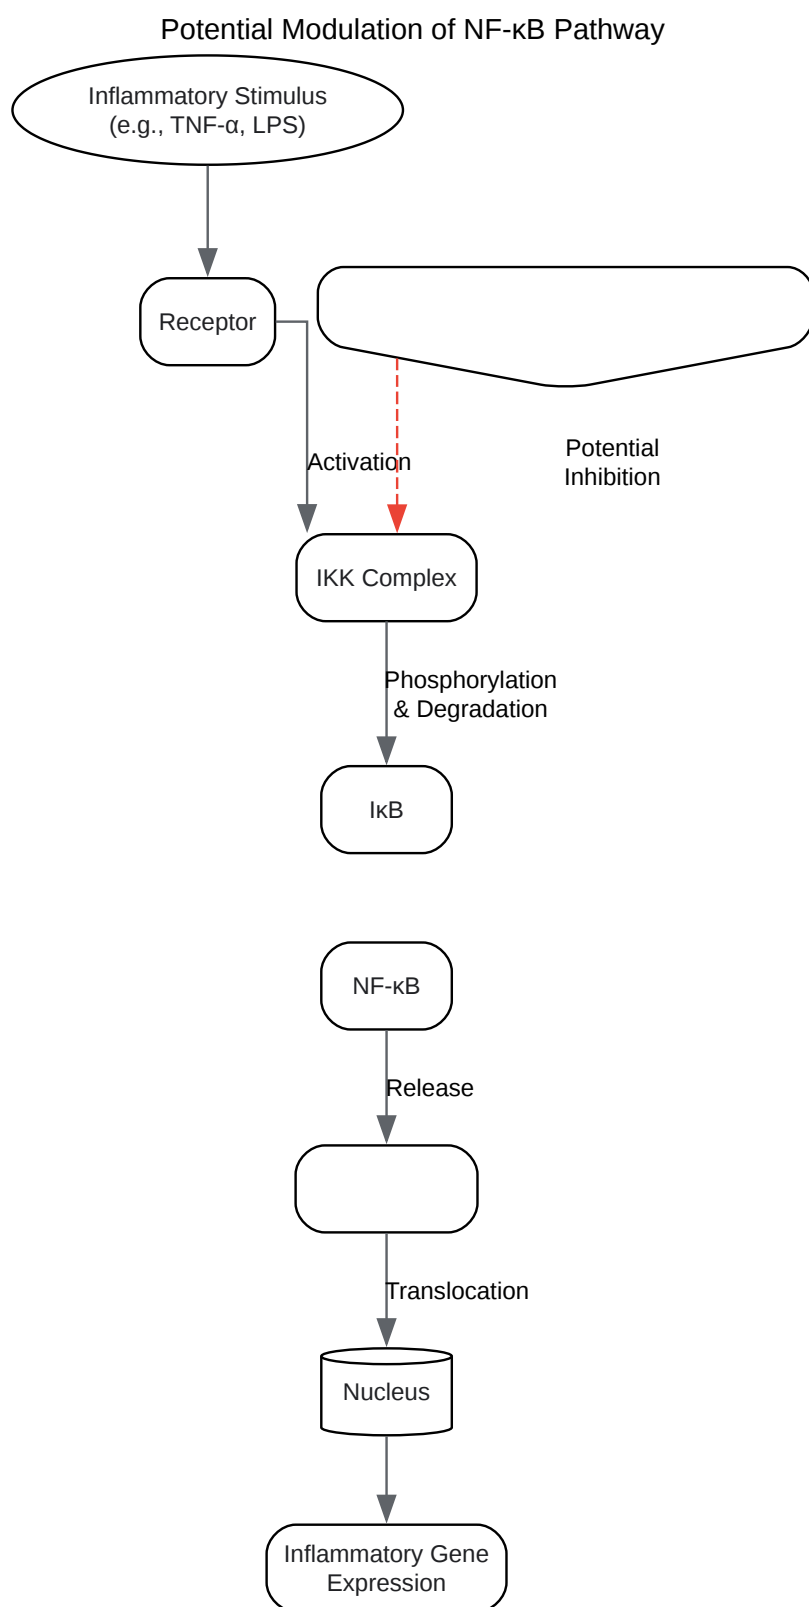 Potential Modulation of NF-κB Pathway
Inflammatory Stimulus
(e.g., TNF-α, LPS)
Receptor
Activation
Potential
Inhibition
IKK Complex
Phosphorylation
& Degradation
IκB
NF-κB
Release
Translocation
Nucleus
Inflammatory Gene
Expression